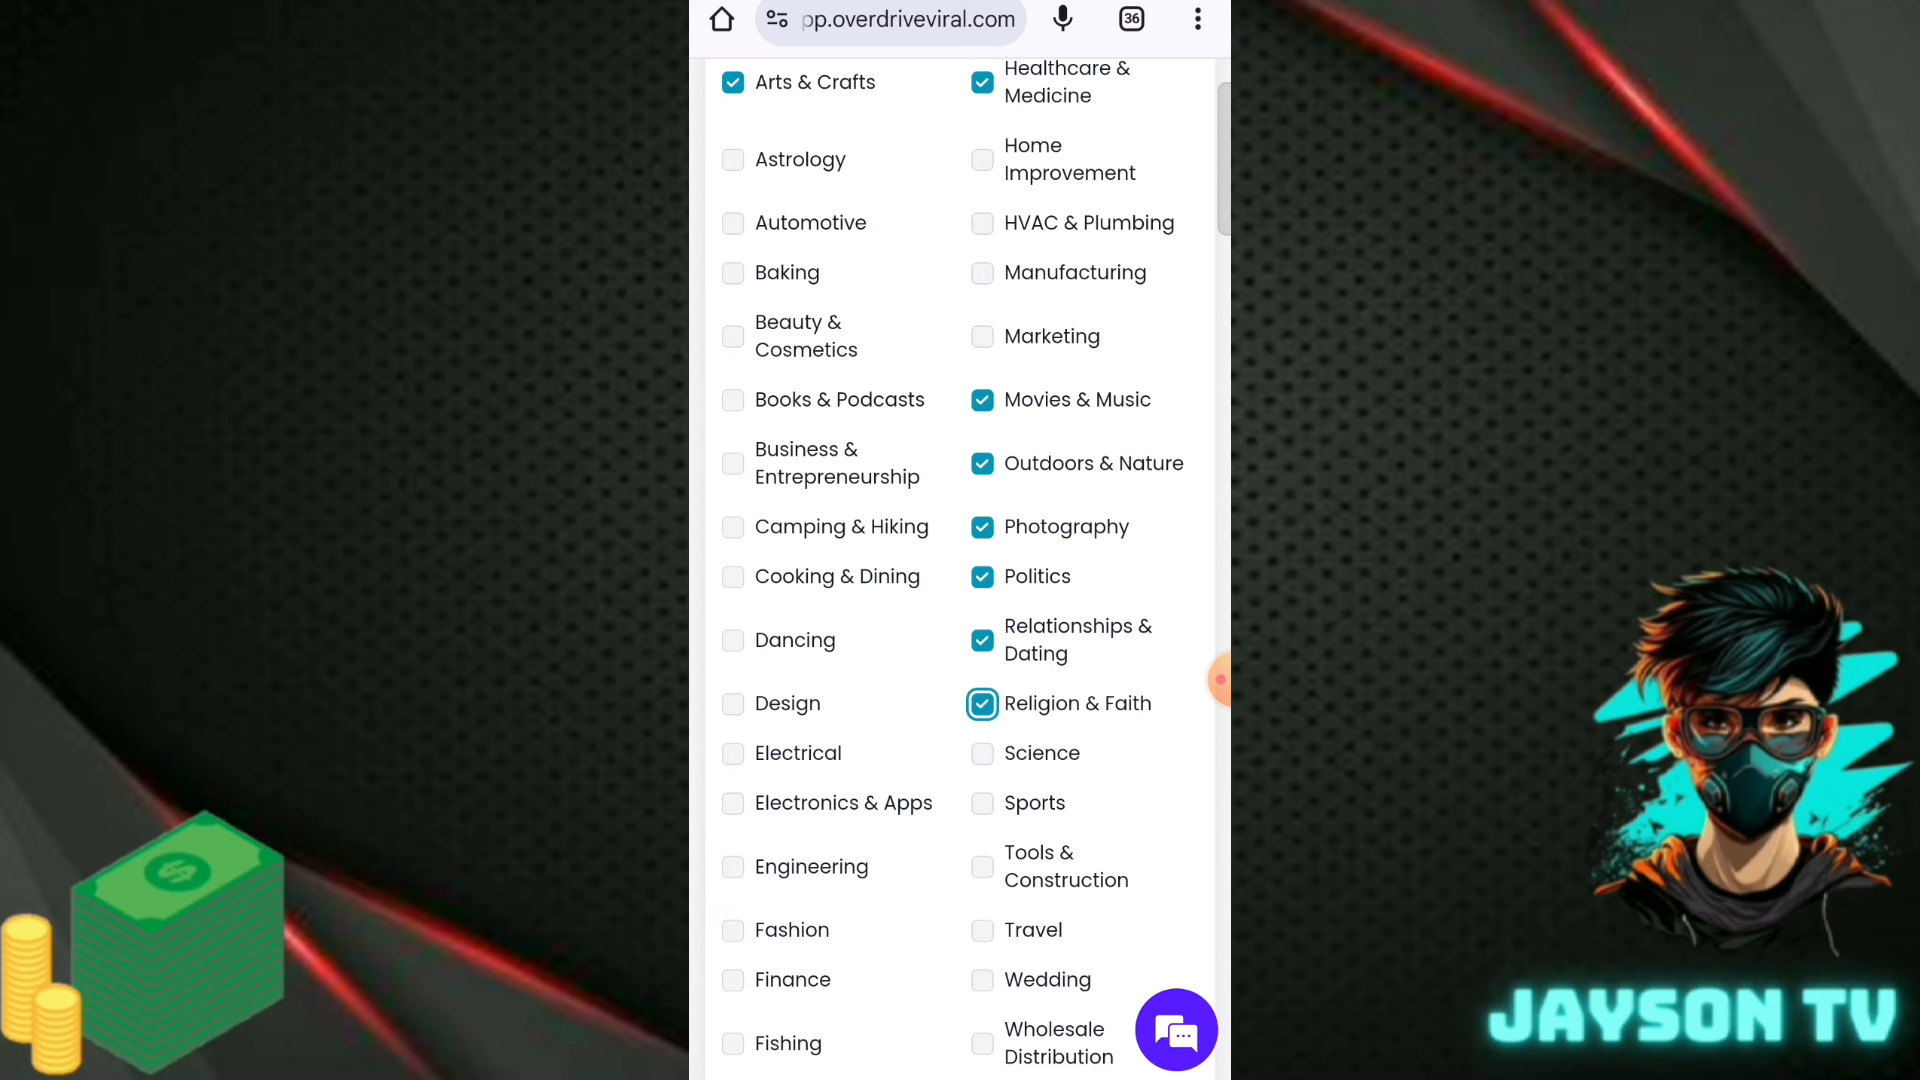 pp.overdriveviral.com
36
Arts & Crafts
Healthcare &
Medicine
Astrology
Home
Improvement
Automotive
HVAC & Plumbing
Baking
Manufacturing
Beauty &
Cosmetics
Marketing
Books & Podcasts
Movies & Music
Business &
Entrepreneurship
Outdoors & Nature
Camping & Hiking
Photography
Cooking & Dining
Politics
Dancing
Relationships &
Dating
Design
Religion & Faith
Electrical
Science
Electronics & Apps
Sports
Engineering
Tools &
Construction
Fashion
Travel
Finance
Wedding
Fishing
Wholesale
Distribution
$
JAYSON TV